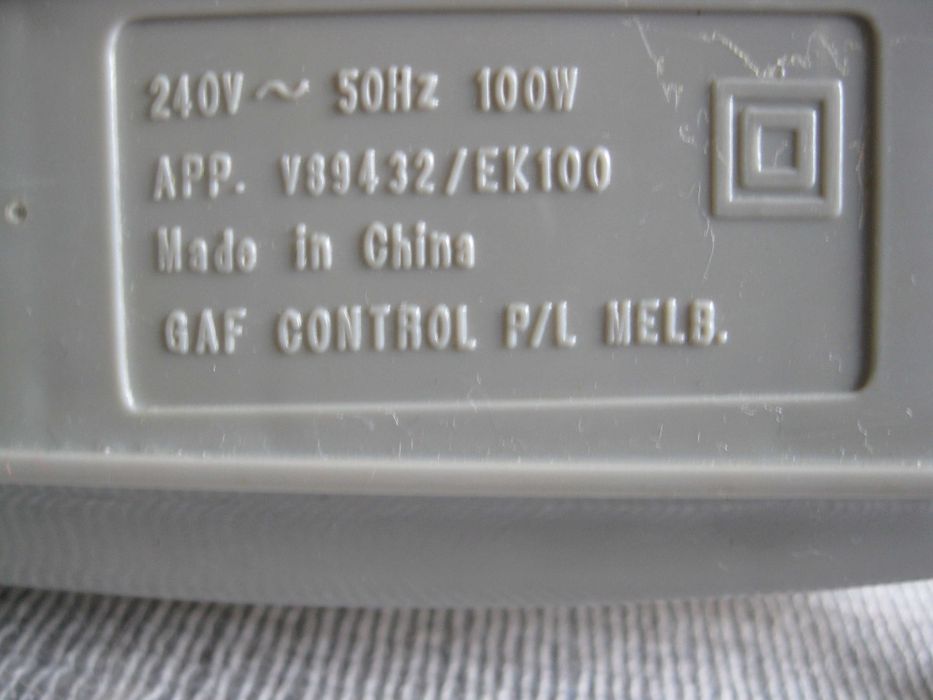 240V ~ 50Hz 100W
APP. V89432/EK100
Made in China
GAF CONTROL P/L MELB.